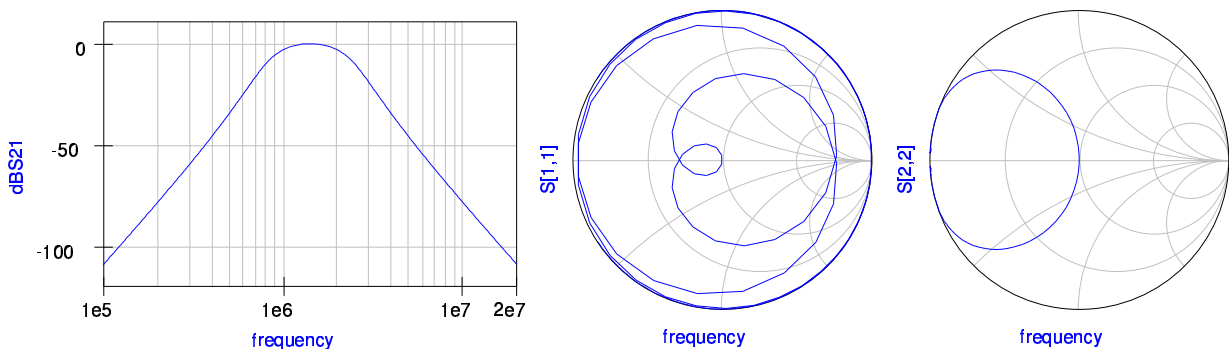 0
-50
-100
dBS21
1e5
1e6
1e7
2e7
frequency
S[1,1]
frequency
S[2,2]
frequency